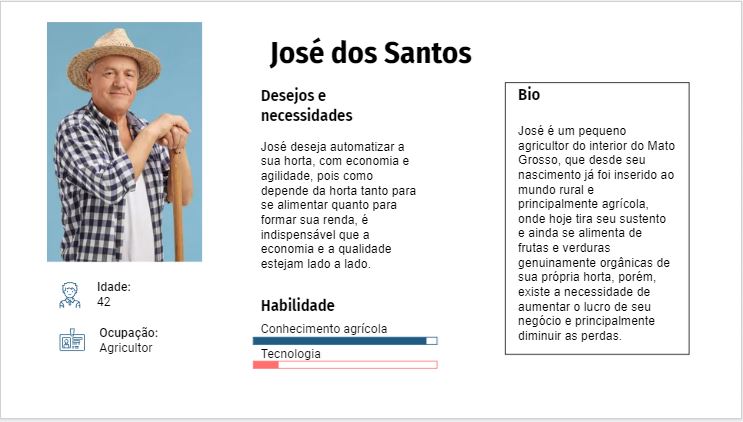 José dos Santos
Desejos e
necessidades
José deseja automatizar a
sua horta, com economia e
agilidade, pois como
depende da horta tanto para
se alimentar quanto para
formar sua renda, é
indispensável que a
economia e a qualidade
estejam lado a lado.
Habilidade
Conhecimento agrícola
Tecnologia
Bio
José é um pequeno
agricultor do interior do Mato
Grosso, que desde seu
nascimento já foi inserido ao
mundo rural e
principalmente agrícola,
onde hoje tira seu sustento
e ainda se alimenta de
frutas e verduras
genuinamente orgânicas de
sua própria horta, porém,
existe a necessidade de
aumentar o lucro de seu
negócio e principalmente
diminuir as perdas.
Idade:
42
Ocupação:
Agricultor